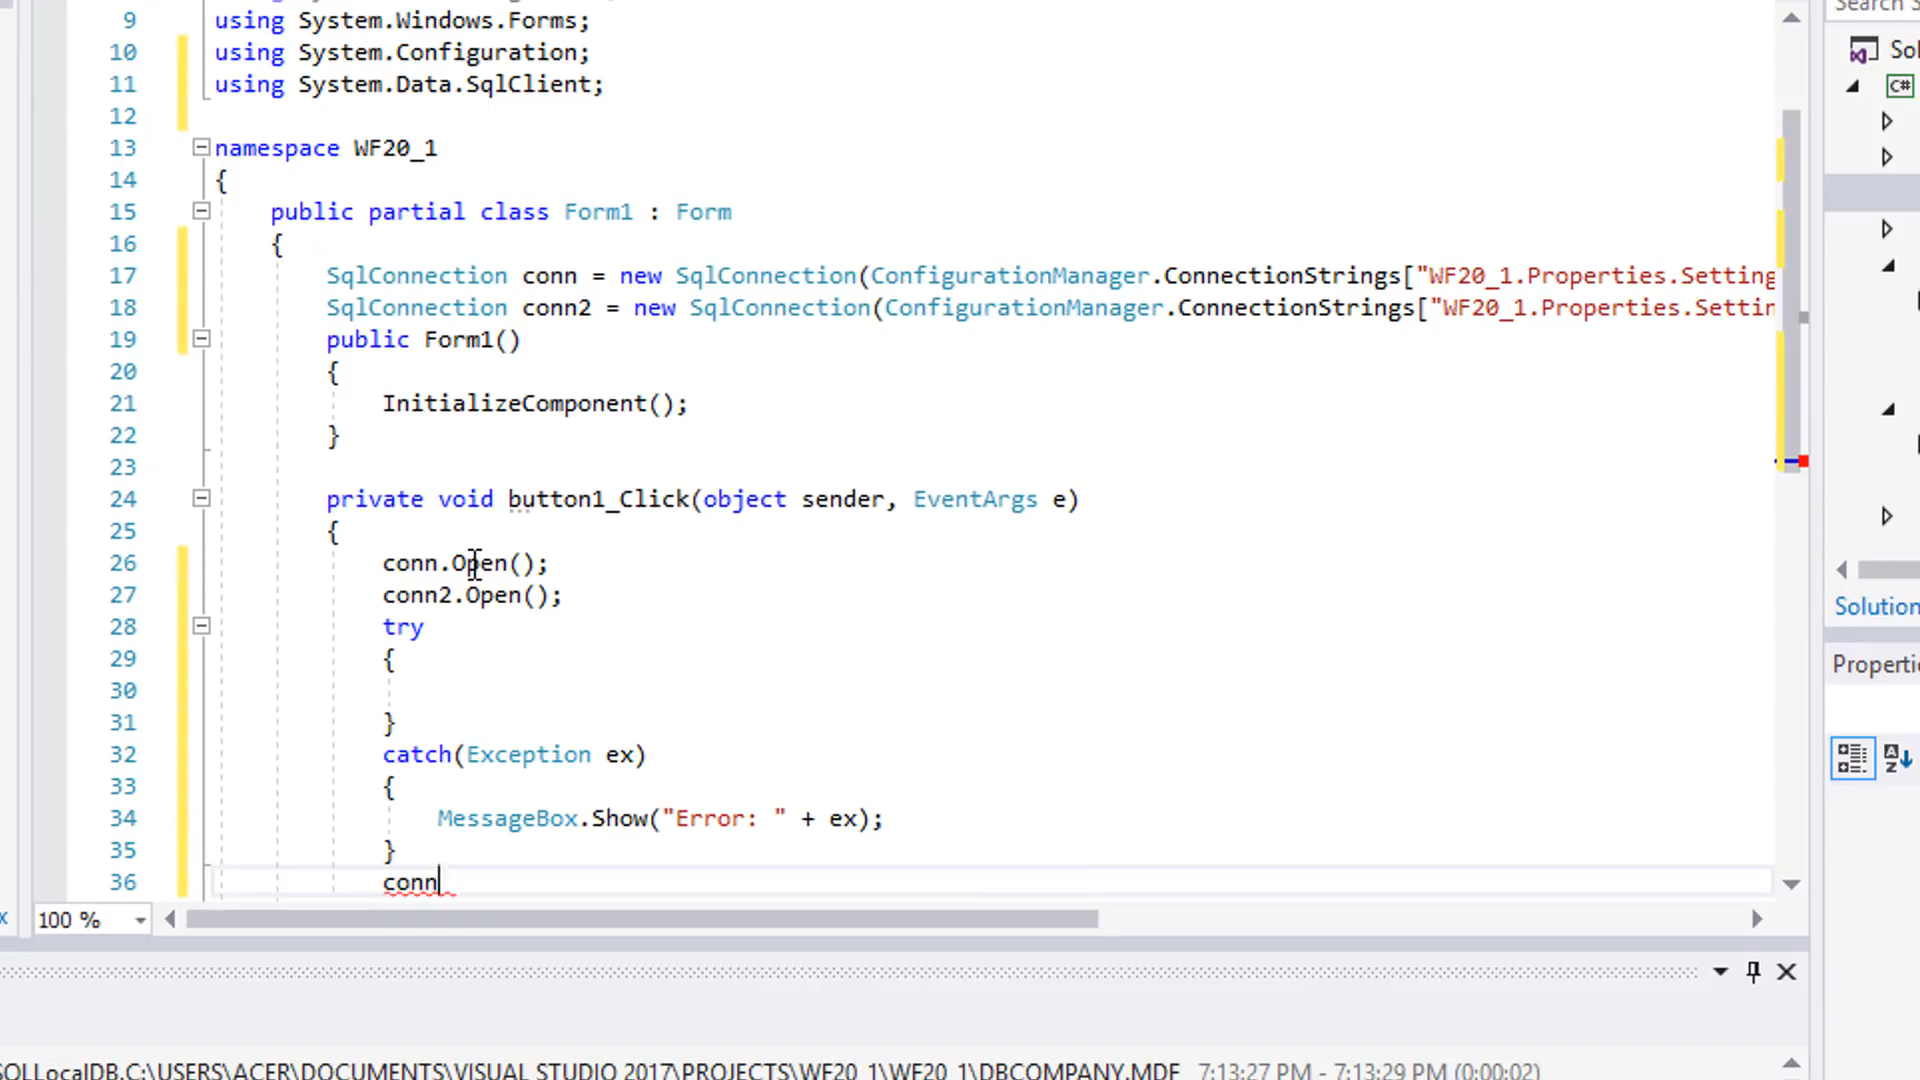 Search S
9 using System.Windows.Forms;
10 using System.Configuration;
11 using System.Data.SqlClient;
12
13 namespace WF20_1
14 {
15 public partial class Form1 : Form
16 {
17 SqlConnection conn = new SqlConnection(ConfigurationManager.ConnectionStrings["WF20_1.Properties.Setting
18 SqlConnection conn2 = new SqlConnection(ConfigurationManager.ConnectionStrings["WF20_1.Properties.Settin
19 public Form1()
20 {
21 InitializeComponent();
22 }
23
24 private void button1_Click(object sender, EventArgs e)
25 {
26 conn.Open();
27 conn2.Open();
28 try
29 {
30
31 }
32 catch(Exception ex)
33 {
34 MessageBox.Show("Error: " + ex);
35 }
36 conn
100 %
Sol
C#
Solution
Properti
SQLLocalDB.C:\USERS\ACER\DOCUMENTS\VISUAL STUDIO 2017\PROJECTS\WF20_1\WF20_1\DBCOMPANY.MDF 7:13:27 PM - 7:13:29 PM (0:00:02)